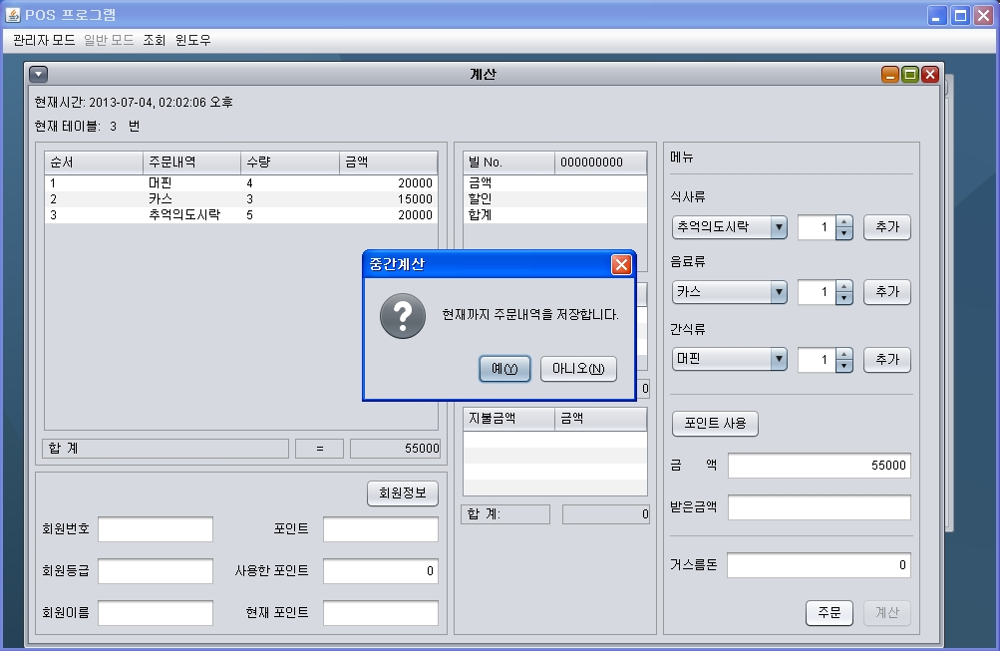 POS 프로그램
관리자 모드 일반 모드 조회 윈도우
계산
현재시간: 2013-07-04, 02:02:06 오후
현재 테이블: 3 번
순서 주문내역 수량 금액
1 머핀 4 20000
2 카스 3 15000
3 추억의도시락 5 20000
합 계 = 55000
회원정보
회원번호 포인트
회원등급 사용한 포인트 0
회원이름 현재 포인트
빌 No. 000000000
금액
할인
합계
0
지불금액 금액
합 계: 0
중간계산
?
현재까지 주문내역을 저장합니다.
예(Y) 아니오(N)
메뉴
식사류
추억의도시락 1 추가
음료류
카스 1 추가
간식류
머핀 1 추가
포인트 사용
금 액 55000
받은금액
거스름돈 0
주문 계산